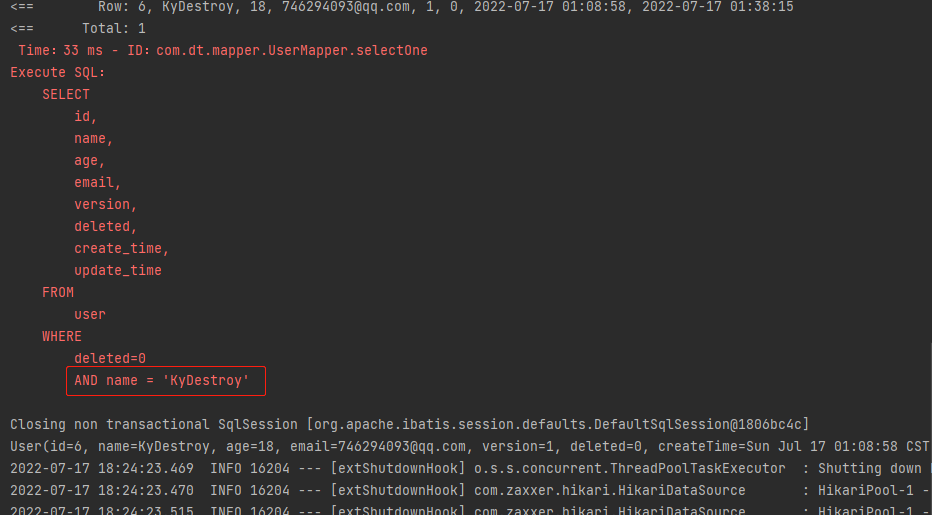 <==        Row: 6, KyDestroy, 18, 746294093@qq.com, 1, 0, 2022-07-17 01:08:58, 2022-07-17 01:38:15
<==      Total: 1
 Time：33 ms - ID：com.dt.mapper.UserMapper.selectOne
Execute SQL：
    SELECT
        id,
        name,
        age,
        email,
        version,
        deleted,
        create_time,
        update_time
    FROM
        user
    WHERE
        deleted=0
        AND name = 'KyDestroy'
Closing non transactional SqlSession [org.apache.ibatis.session.defaults.DefaultSqlSession@1806bc4c]
User(id=6, name=KyDestroy, age=18, email=746294093@qq.com, version=1, deleted=0, createTime=Sun Jul 17 01:08:58 CST
2022-07-17 18:24:23.469  INFO 16204 --- [extShutdownHook] o.s.s.concurrent.ThreadPoolTaskExecutor  : Shutting down
2022-07-17 18:24:23.470  INFO 16204 --- [extShutdownHook] com.zaxxer.hikari.HikariDataSource       : HikariPool-1 -
2022-07-17 18:24:23.515  INFO 16204 --- [extShutdownHook] com.zaxxer.hikari.HikariDataSource       : HikariPool-1 -